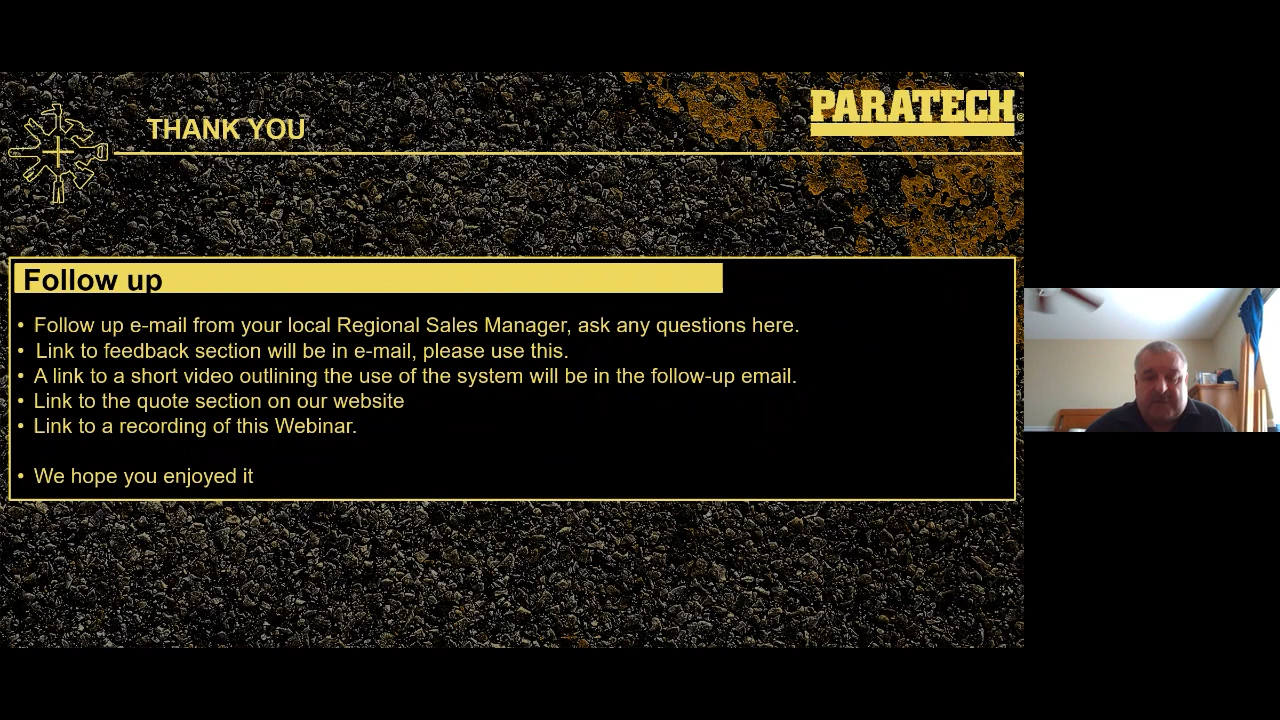 THANK YOU
PARATECH®
Follow up
• Follow up e-mail from your local Regional Sales Manager, ask any questions here.
• Link to feedback section will be in e-mail, please use this.
• A link to a short video outlining the use of the system will be in the follow-up email.
• Link to the quote section on our website
• Link to a recording of this Webinar.
• We hope you enjoyed it